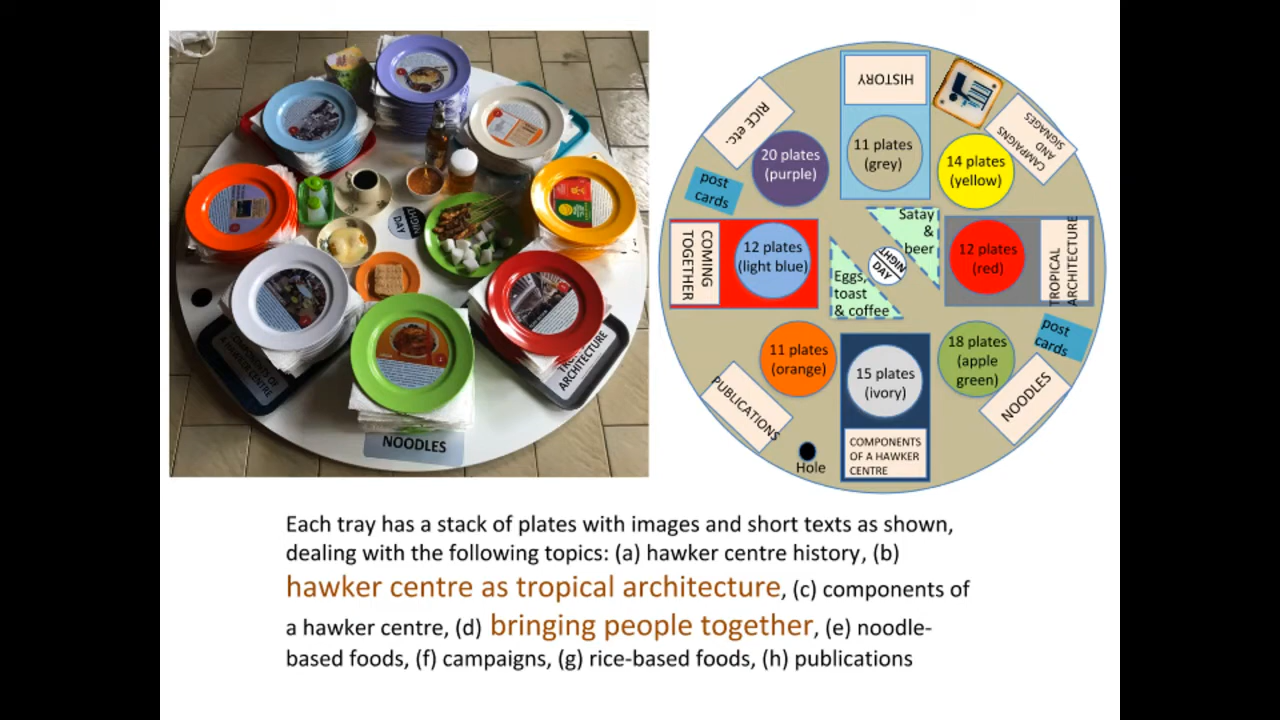 NIGHT
DAY
COMPONENTS OF
A HAWKER CENTRE
ARCHITECTURE
NOODLES
HISTORY
11 plates
(grey)
CAMPAIGNS
AND
SIGNAGES
RICE etc.
20 plates
(purple)
14 plates
(yellow)
post
cards
COMING
TOGETHER
12 plates
(light blue)
Satay
&
beer
NIGHT
DAY
Eggs,
toast
& coffee
12 plates
(red)
TROPICAL
ARCHITECTURE
post
cards
11 plates
(orange)
15 plates
(ivory)
18 plates
(apple
green)
PUBLICATIONS
NOODLES
COMPONENTS
OF A HAWKER
CENTRE
Hole
Each tray has a stack of plates with images and short texts as shown,
dealing with the following topics: (a) hawker centre history, (b)
hawker centre as tropical architecture, (c) components of
a hawker centre, (d) bringing people together, (e) noodle-
based foods, (f) campaigns, (g) rice-based foods, (h) publications